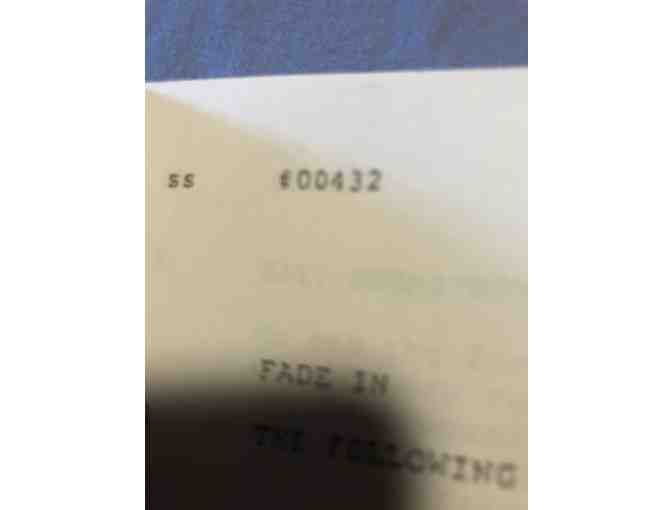 ss #00432
FADE IN
THE FOLLOWING